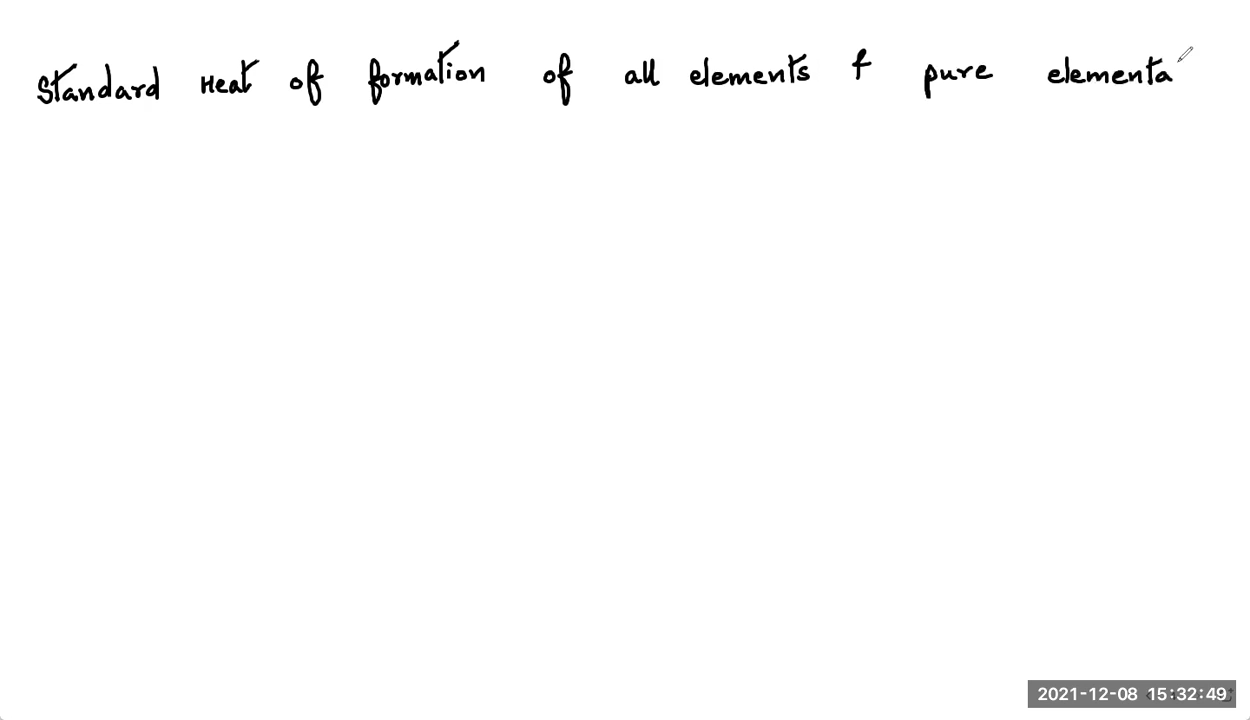 Standard Heat of formation of all elements & pure elementa
2021-12-08 15:32:49